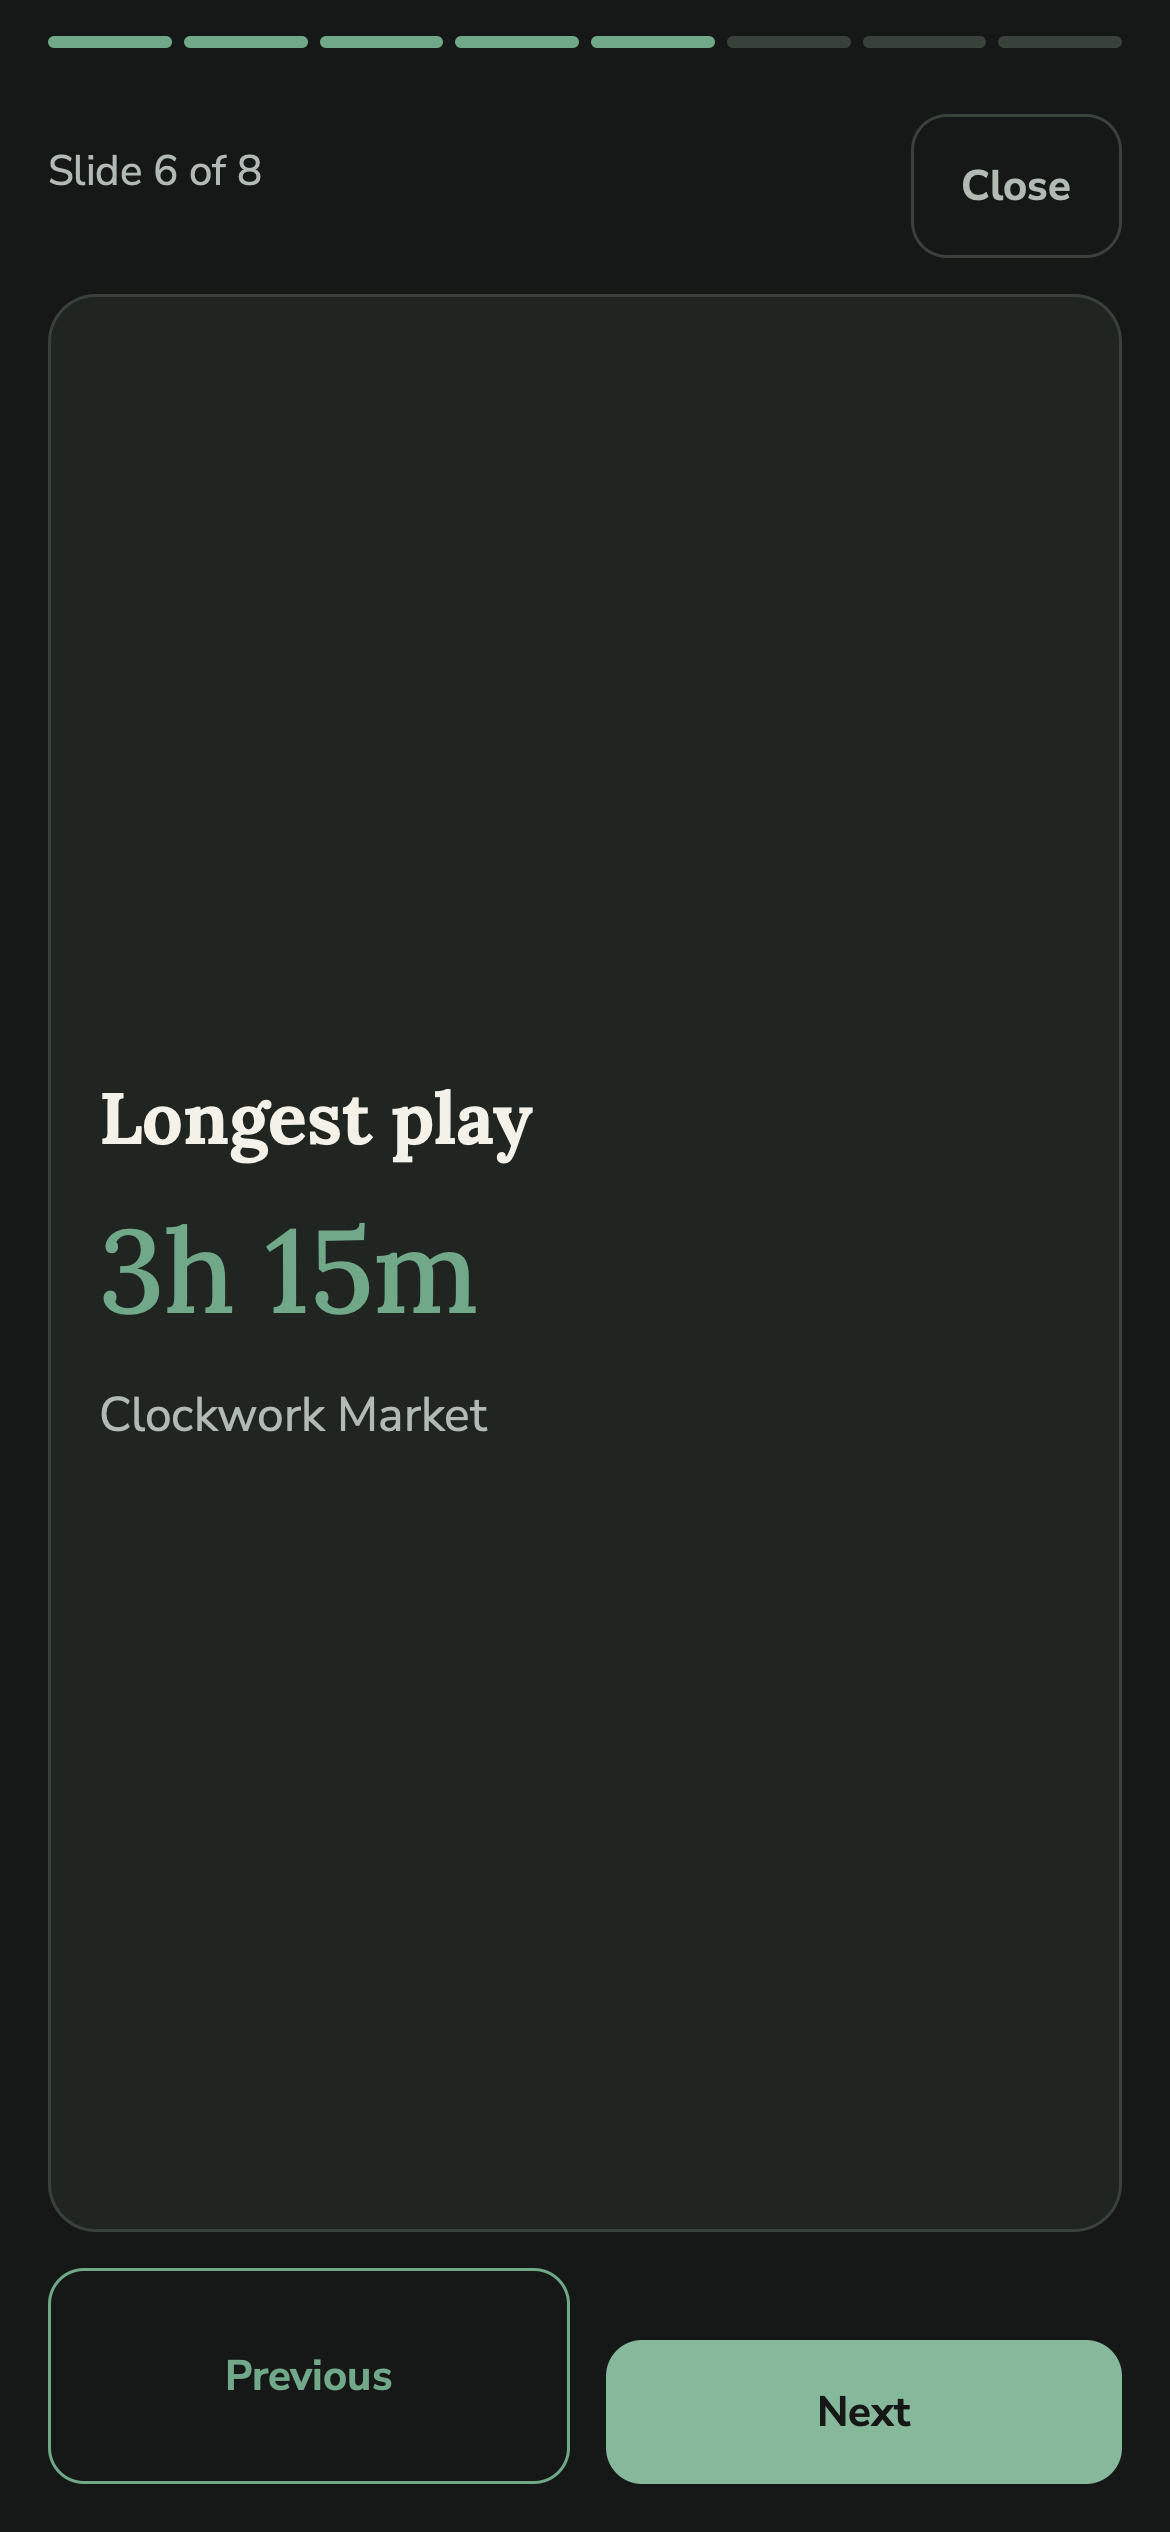 Slide 6 of 8
Close
Longest play
3h 15m
Clockwork Market
Previous
Next